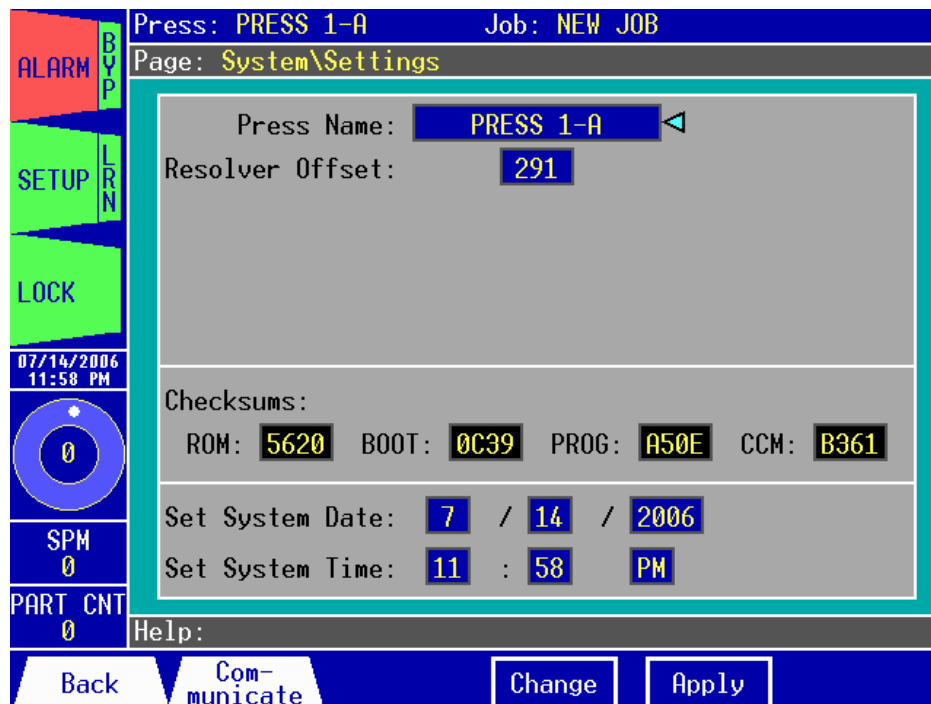 Press: PRESS 1-A Job: NEW JOB
Page: System\Settings
ALARM BYP
SETUP LRN
LOCK
07/14/2006
11:58 PM
0
SPM
0
PART CNT
0
Press Name: PRESS 1-A
Resolver Offset: 291
Checksums:
ROM: 5620 BOOT: 0C39 PROG: A50E CCM: B361
Set System Date: 7 / 14 / 2006
Set System Time: 11 : 58 PM
Help:
Back
Com-
municate
Change
Apply